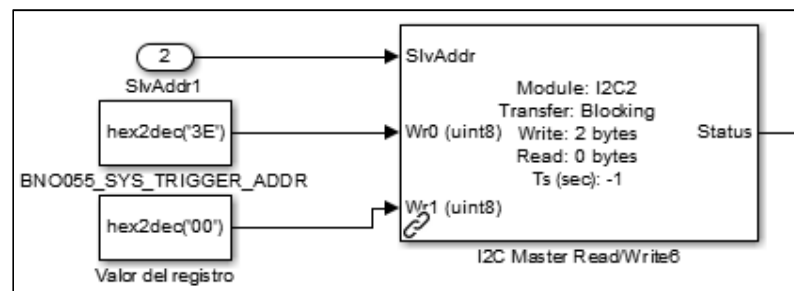 2
SlvAddr1
hex2dec('3E')
BNO055_SYS_TRIGGER_ADDR
hex2dec('00')
Valor del registro
SlvAddr
Wr0 (uint8)
Wr1 (uint8)
Module: I2C2
Transfer: Blocking
Write: 2 bytes
Read: 0 bytes
Ts (sec): -1
Status
I2C Master Read/Write6